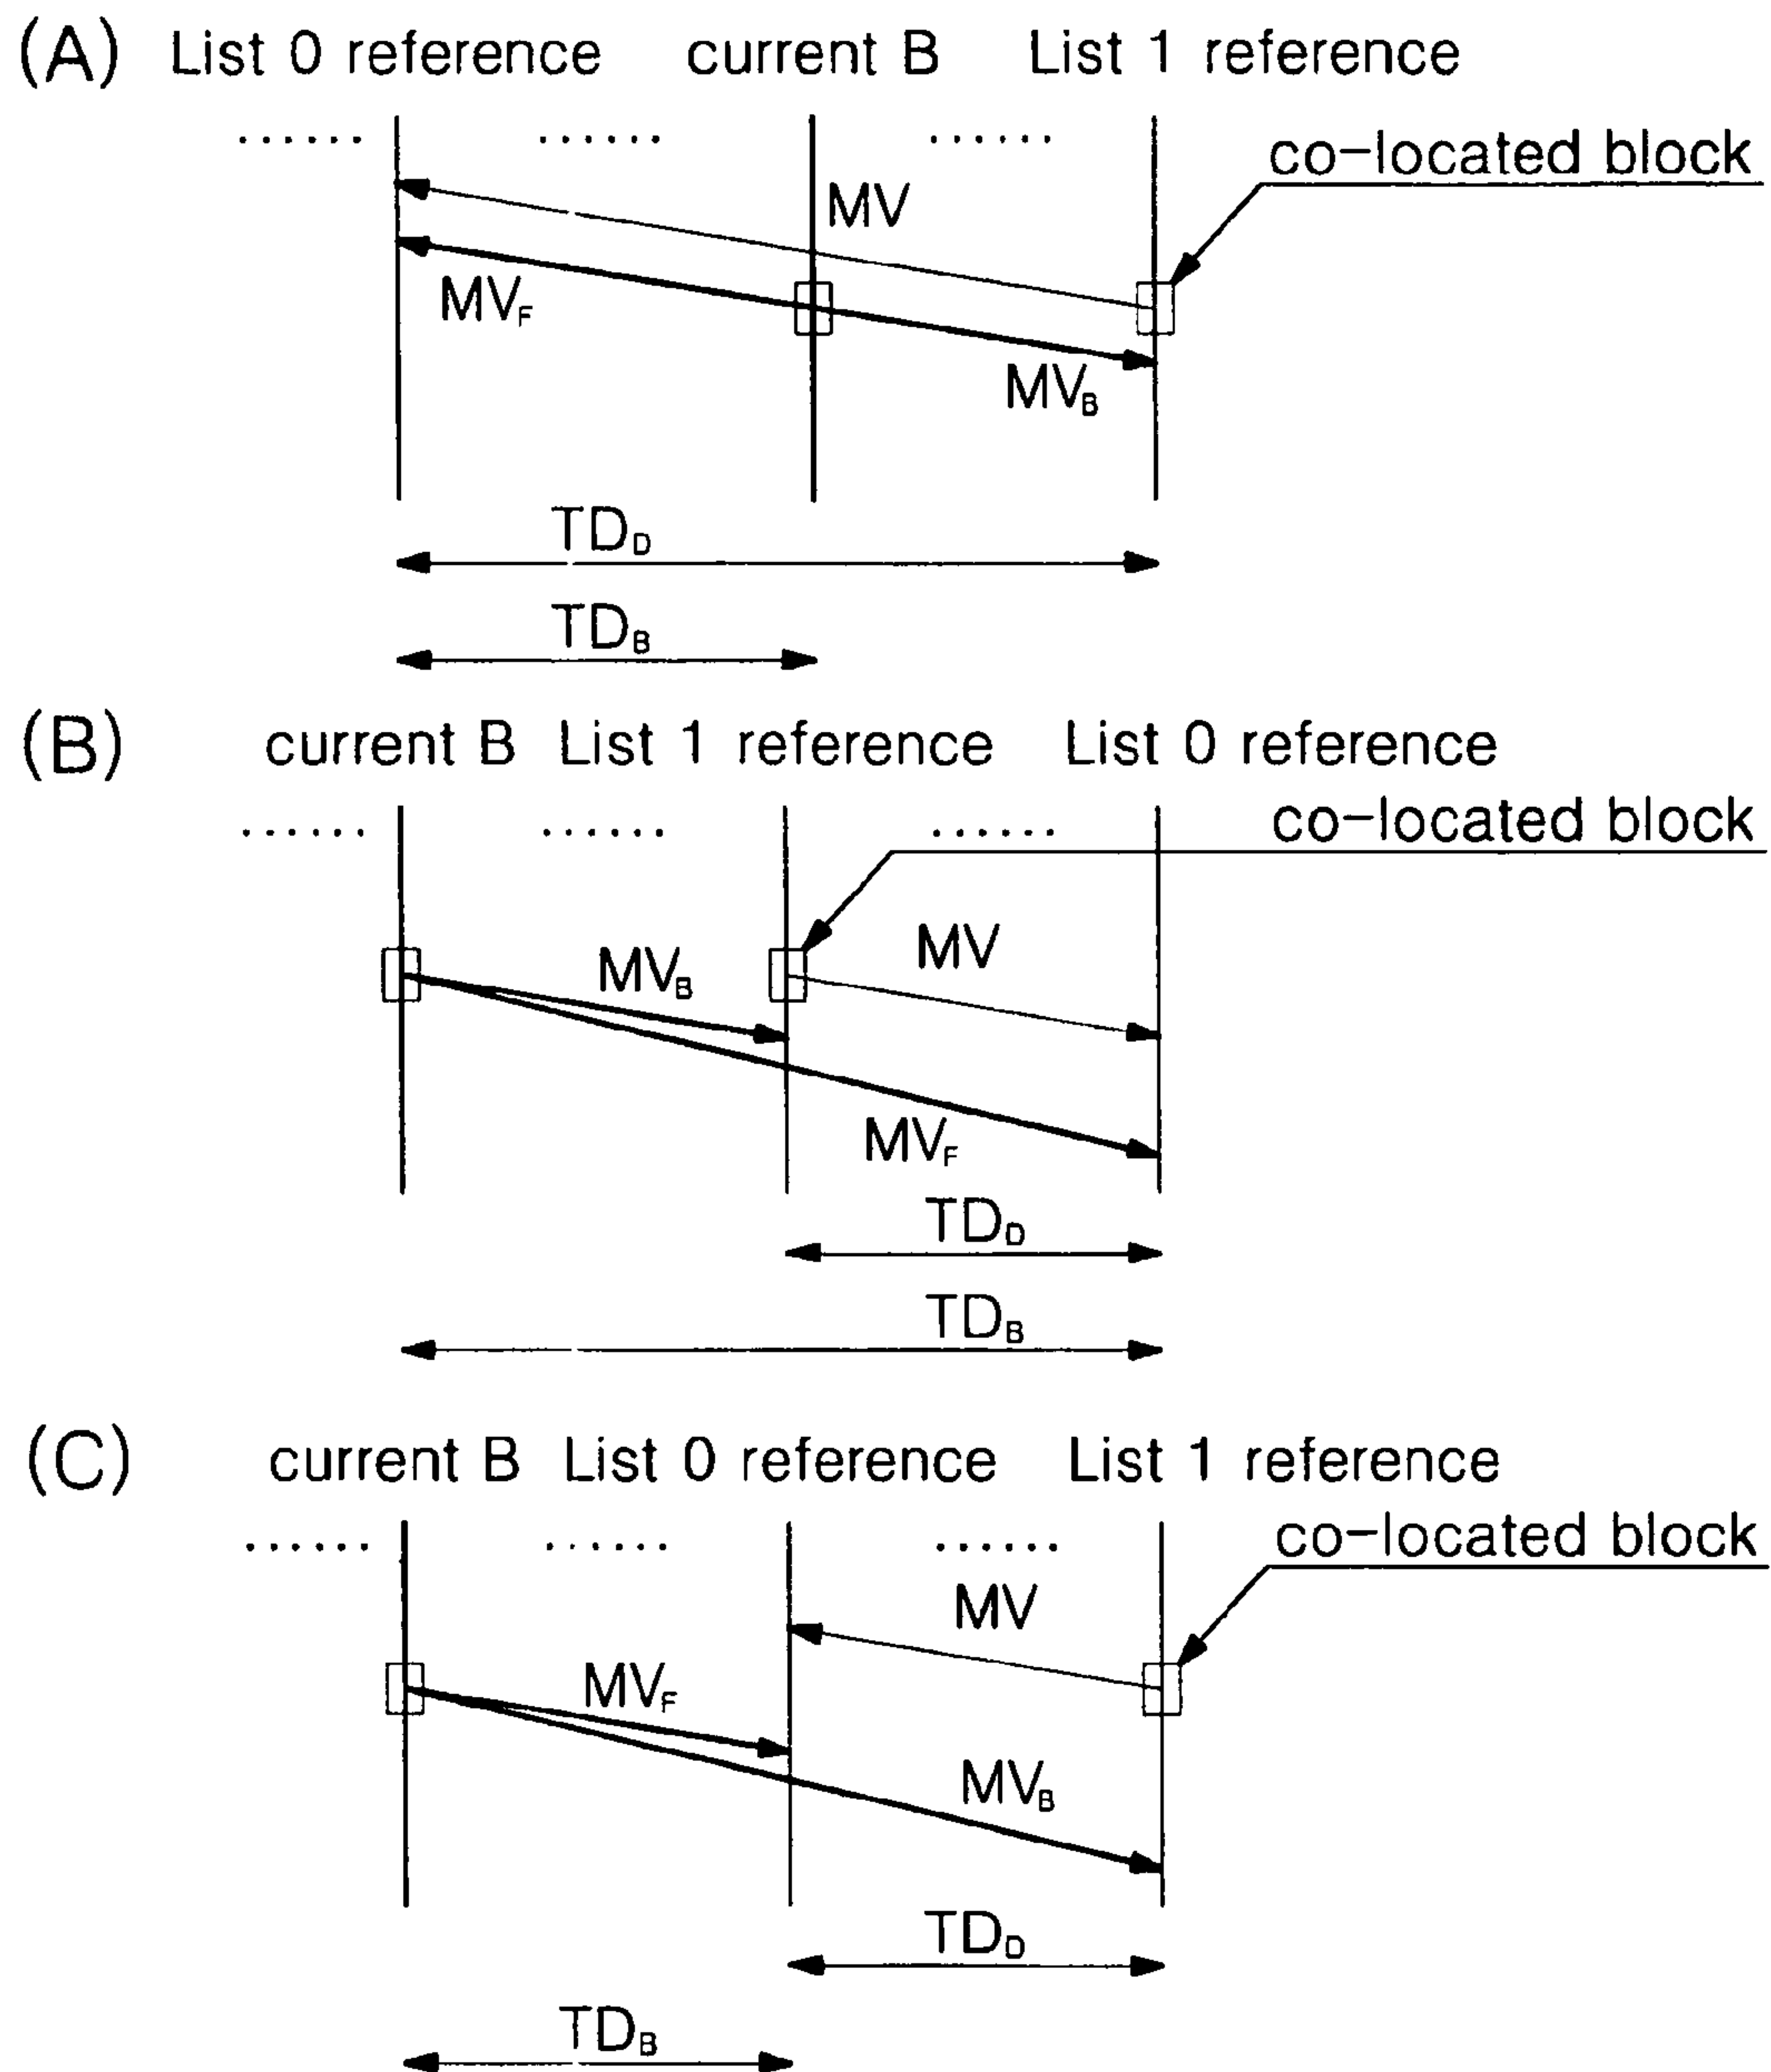 (A) List 0 reference current B List 1 reference
co-located block
MV
MVF
MVB
TDD
TDB
(B) current B List 1 reference List 0 reference
co-located block
MV
MVB
MVF
TDD
TDB
(C) current B List 0 reference List 1 reference
co-located block
MV
MVF
MVB
TDD
TDB